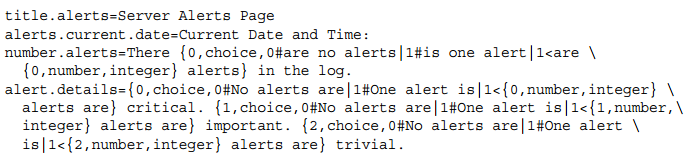 title.alerts=Server Alerts Page
alerts.current.date=Current Date and Time:
number.alerts=There {0,choice,0#are no alerts|1#is one alert|1<are \
  {0,number,integer} alerts} in the log.
alert.details={0,choice,0#No alerts are|1#One alert is|1<{0,number,integer} \
  alerts are} critical. {1,choice,0#No alerts are|1#One alert is|1<{1,number,\
  integer} alerts are} important. {2,choice,0#No alerts are|1#One alert \
  is|1<{2,number,integer} alerts are} trivial.